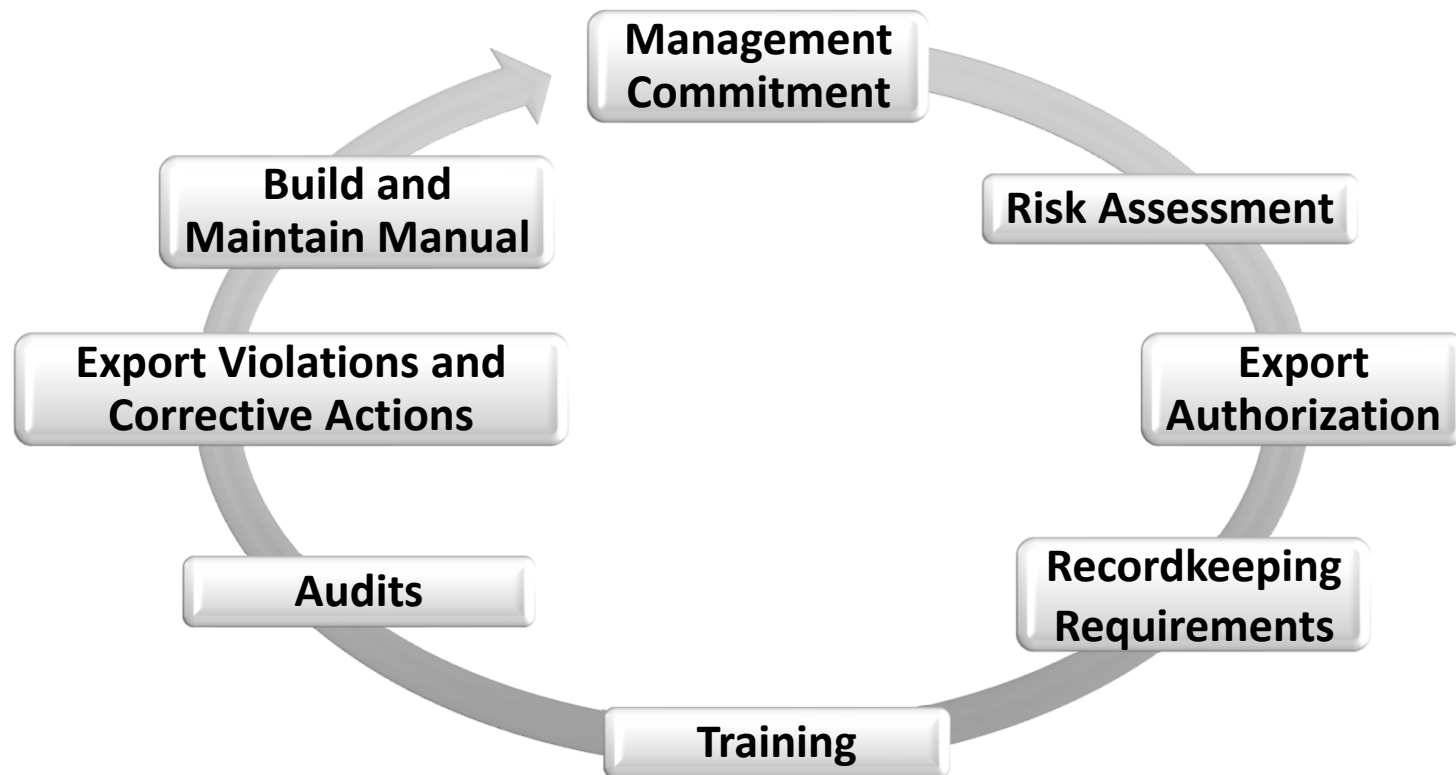 Management
Commitment
Risk Assessment
Export
Authorization
Recordkeeping
Requirements
Training
Audits
Export Violations and
Corrective Actions
Build and
Maintain Manual